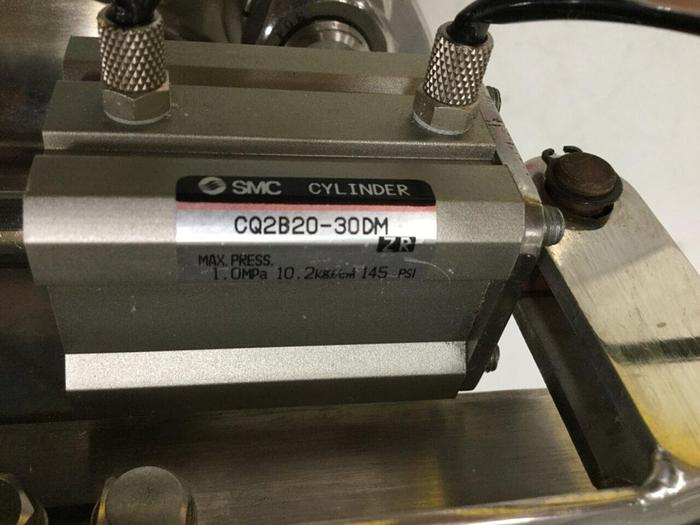 SMC CYLINDER
CQ2B20-30DM
ZR
MAX. PRESS.
1.0MPa 10.2kgf/cm² 145 PSI